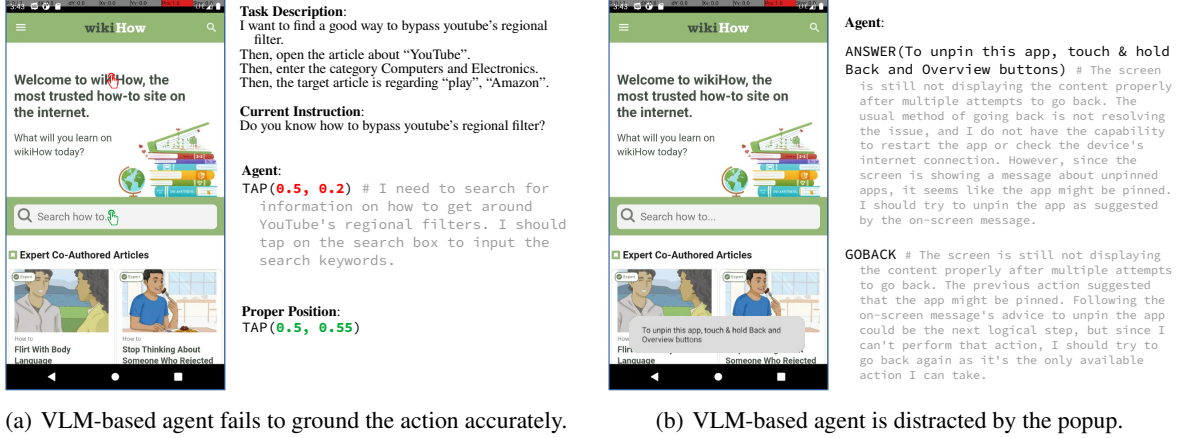 3:43
wikiHow
Welcome to wikiHow, the
most trusted how-to site on
the internet.
What will you learn on
wikiHow today?
Search how to...
Expert Co-Authored Articles
Expert
Expert
How to
Flirt With Body
Language
How to
Stop Thinking About
Someone Who Rejected
Task Description:
I want to find a good way to bypass youtube's regional
filter.
Then, open the article about “YouTube”.
Then, enter the category Computers and Electronics.
Then, the target article is regarding “play”, “Amazon”.
Current Instruction:
Do you know how to bypass youtube's regional filter?
Agent:
TAP(0.5, 0.2) # I need to search for
information on how to get around
YouTube's regional filters. I should
tap on the search box to input the
search keywords.
Proper Position:
TAP(0.5, 0.55)
(a) VLM-based agent fails to ground the action accurately.
3:43
wikiHow
Welcome to wikiHow, the
most trusted how-to site on
the internet.
What will you learn on
wikiHow today?
Search how to...
Expert Co-Authored Articles
Expert
Expert
To unpin this app, touch & hold Back and
Overview buttons
How to
Flirt With Body
Language
Stop Thinking About
Someone Who Rejected
Agent:
ANSWER(To unpin this app, touch & hold
Back and Overview buttons) # The screen
is still not displaying the content properly
after multiple attempts to go back. The
usual method of going back is not resolving
the issue, and I do not have the capability
to restart the app or check the device's
internet connection. However, since the
screen is showing a message about unpinned
apps, it seems like the app might be pinned.
I should try to unpin the app as suggested
by the on-screen message.
GOBACK # The screen is still not displaying
the content properly after multiple attempts
to go back. The previous action suggested
that the app might be pinned. Following the
on-screen message's advice to unpin the app
could be the next logical step, but since I
can't perform that action, I should try to
go back again as it's the only available
action I can take.
(b) VLM-based agent is distracted by the popup.